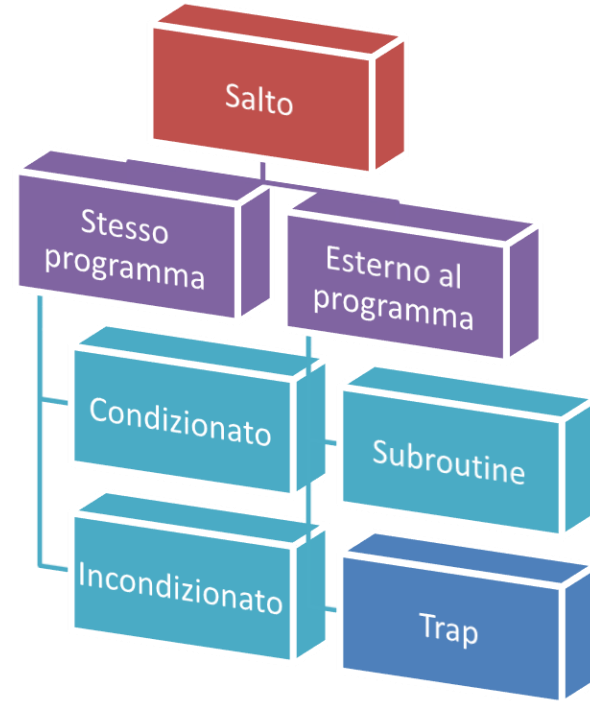 Salto
Stesso
programma
Esterno al
programma
Condizionato
Subroutine
Incondizionato
Trap